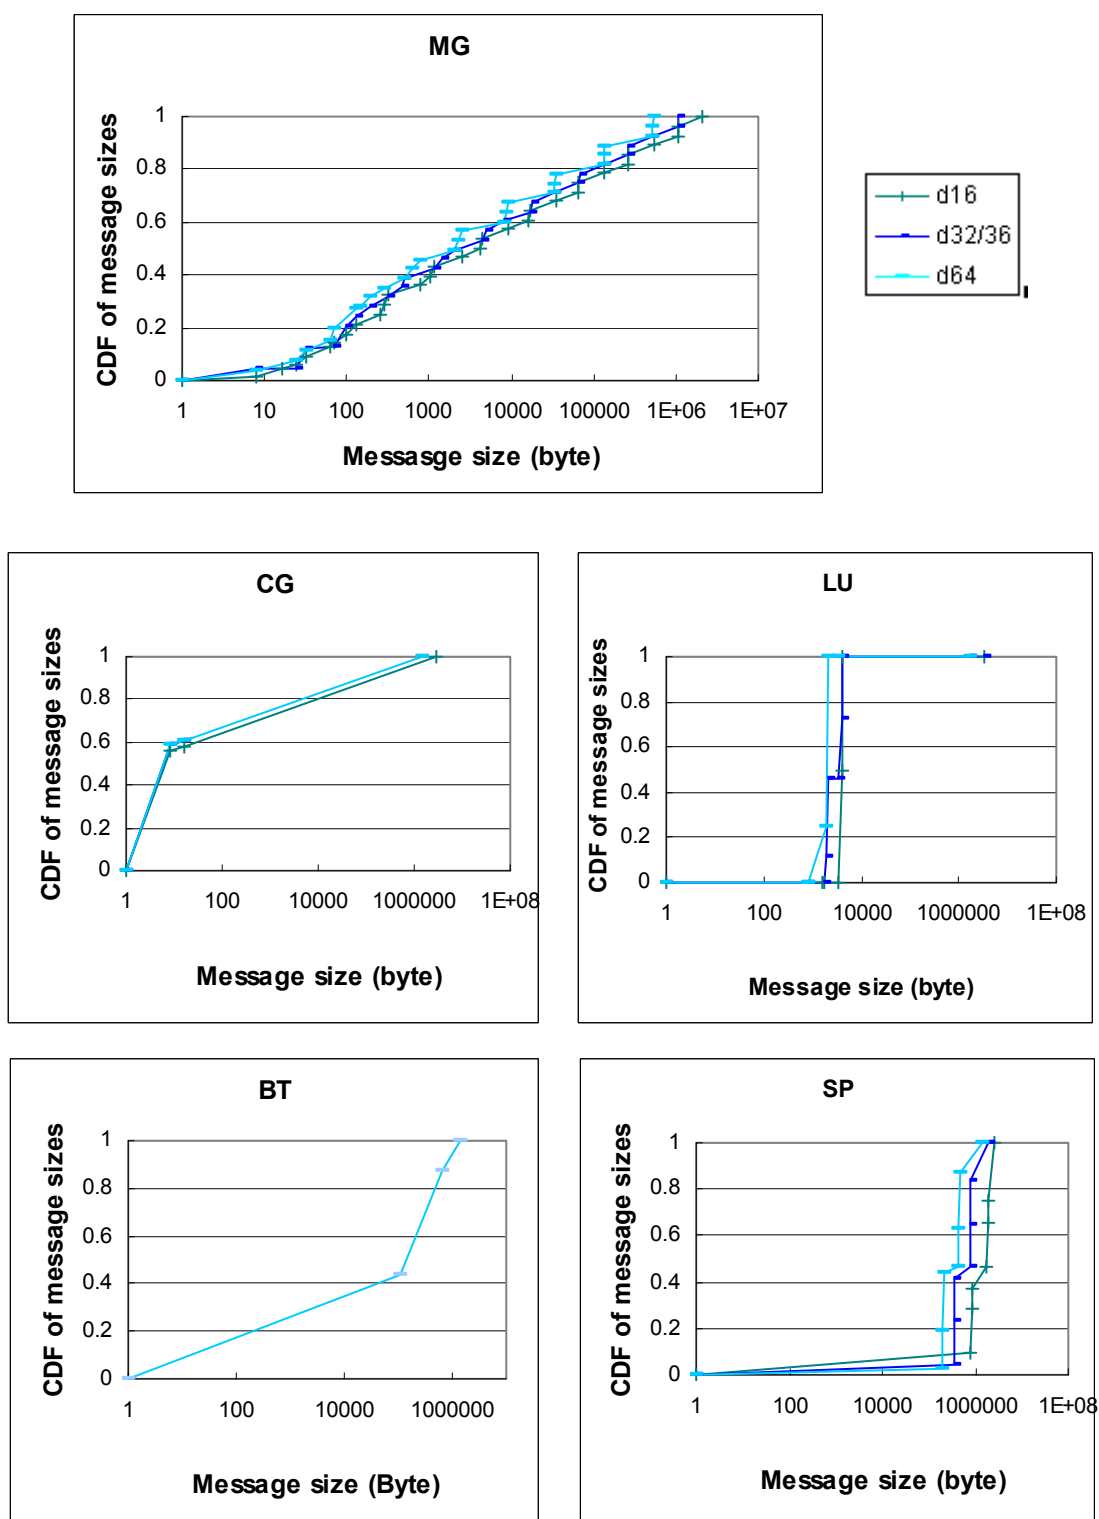 MG
CDF of message sizes
1
0.8
0.6
0.4
0.2
0
1 10 100 1000 10000 100000 1E+06 1E+07
Messasge size (byte)
d16
d32/36
d64
CG
CDF of message sizes
1
0.8
0.6
0.4
0.2
0
1 100 10000 1000000 1E+08
Message size (byte)
LU
CDF of message sizes
1
0.8
0.6
0.4
0.2
0
1 100 10000 1000000 1E+08
Message size (byte)
BT
CDF of message sizes
1
0.8
0.6
0.4
0.2
0
1 100 10000 1000000
Message size (Byte)
SP
CDF of message sizes
1
0.8
0.6
0.4
0.2
0
1 100 10000 1000000 1E+08
Message size (byte)